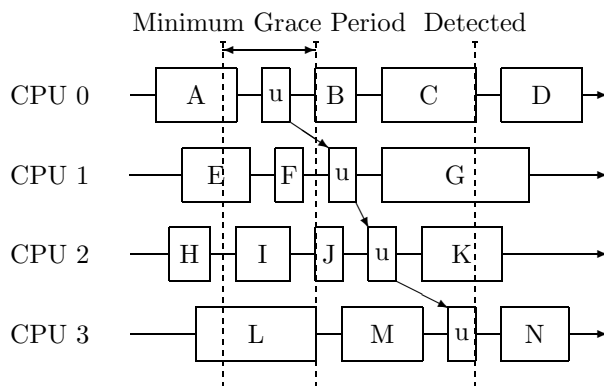 Minimum Grace Period Detected
CPU 0 A u B C D
CPU 1 E F u G
CPU 2 H I J u K
CPU 3 L M u N